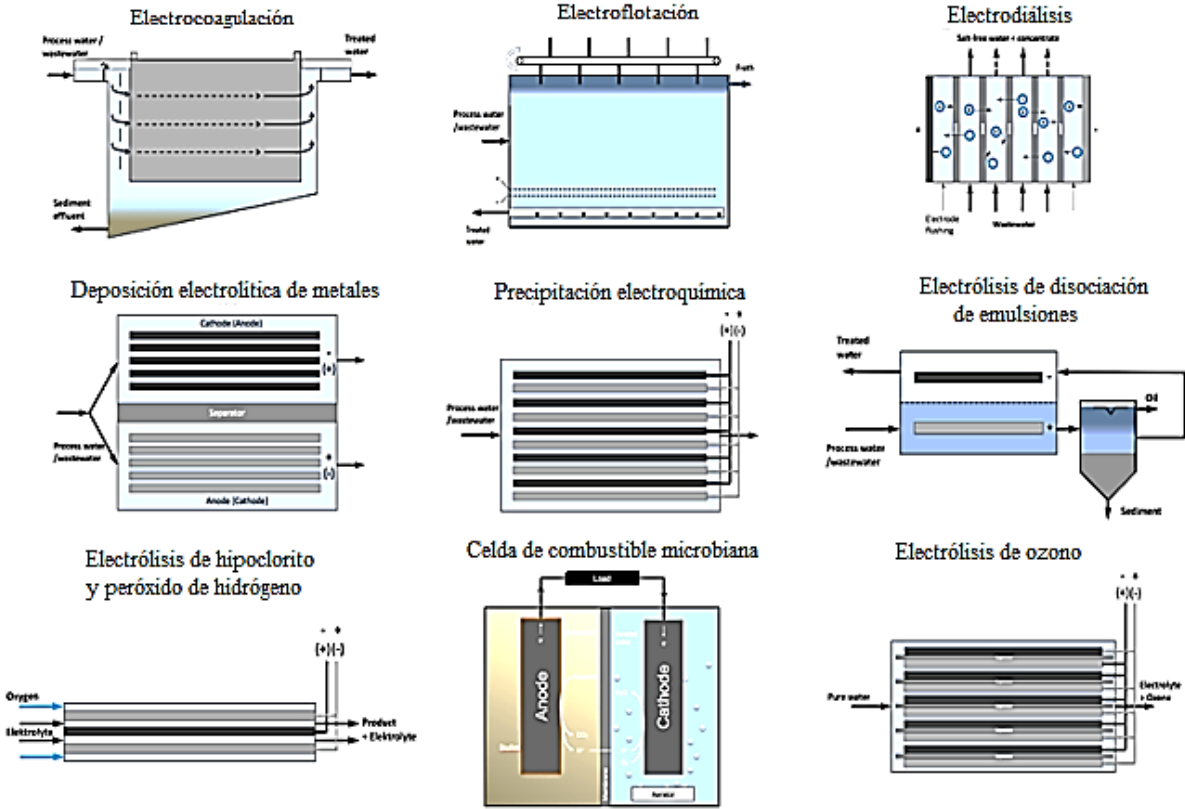 Electrocoagulación
Process water /
wastewater
Treated
water
Sediment
effluent
Electroflotación
Process water
/wastewater
Treated
water
Electrodiálisis
Salt-free water + concentrate
Electrode
flushing
Wastewater
Deposición electrolítica de metales
Cathode (Anode)
-
(+)
Separator
Process water
/wastewater
+
(-)
Anode (Cathode)
Precipitación electroquímica
- +
(+) (-)
Process water
/wastewater
Electrólisis de disociación
de emulsiones
Treated
water
-
Oil
+
Process water
/wastewater
Sediment
Electrólisis de hipoclorito
y peróxido de hidrógeno
- +
(+)(-)
Oxygen
Elektrolyte
Product
+ Elektrolyte
Celda de combustible microbiana
Load
Anode
Cathode
Electrólisis de ozono
- +
(+)(-)
Pure water
Electrolyte
+ Ozone